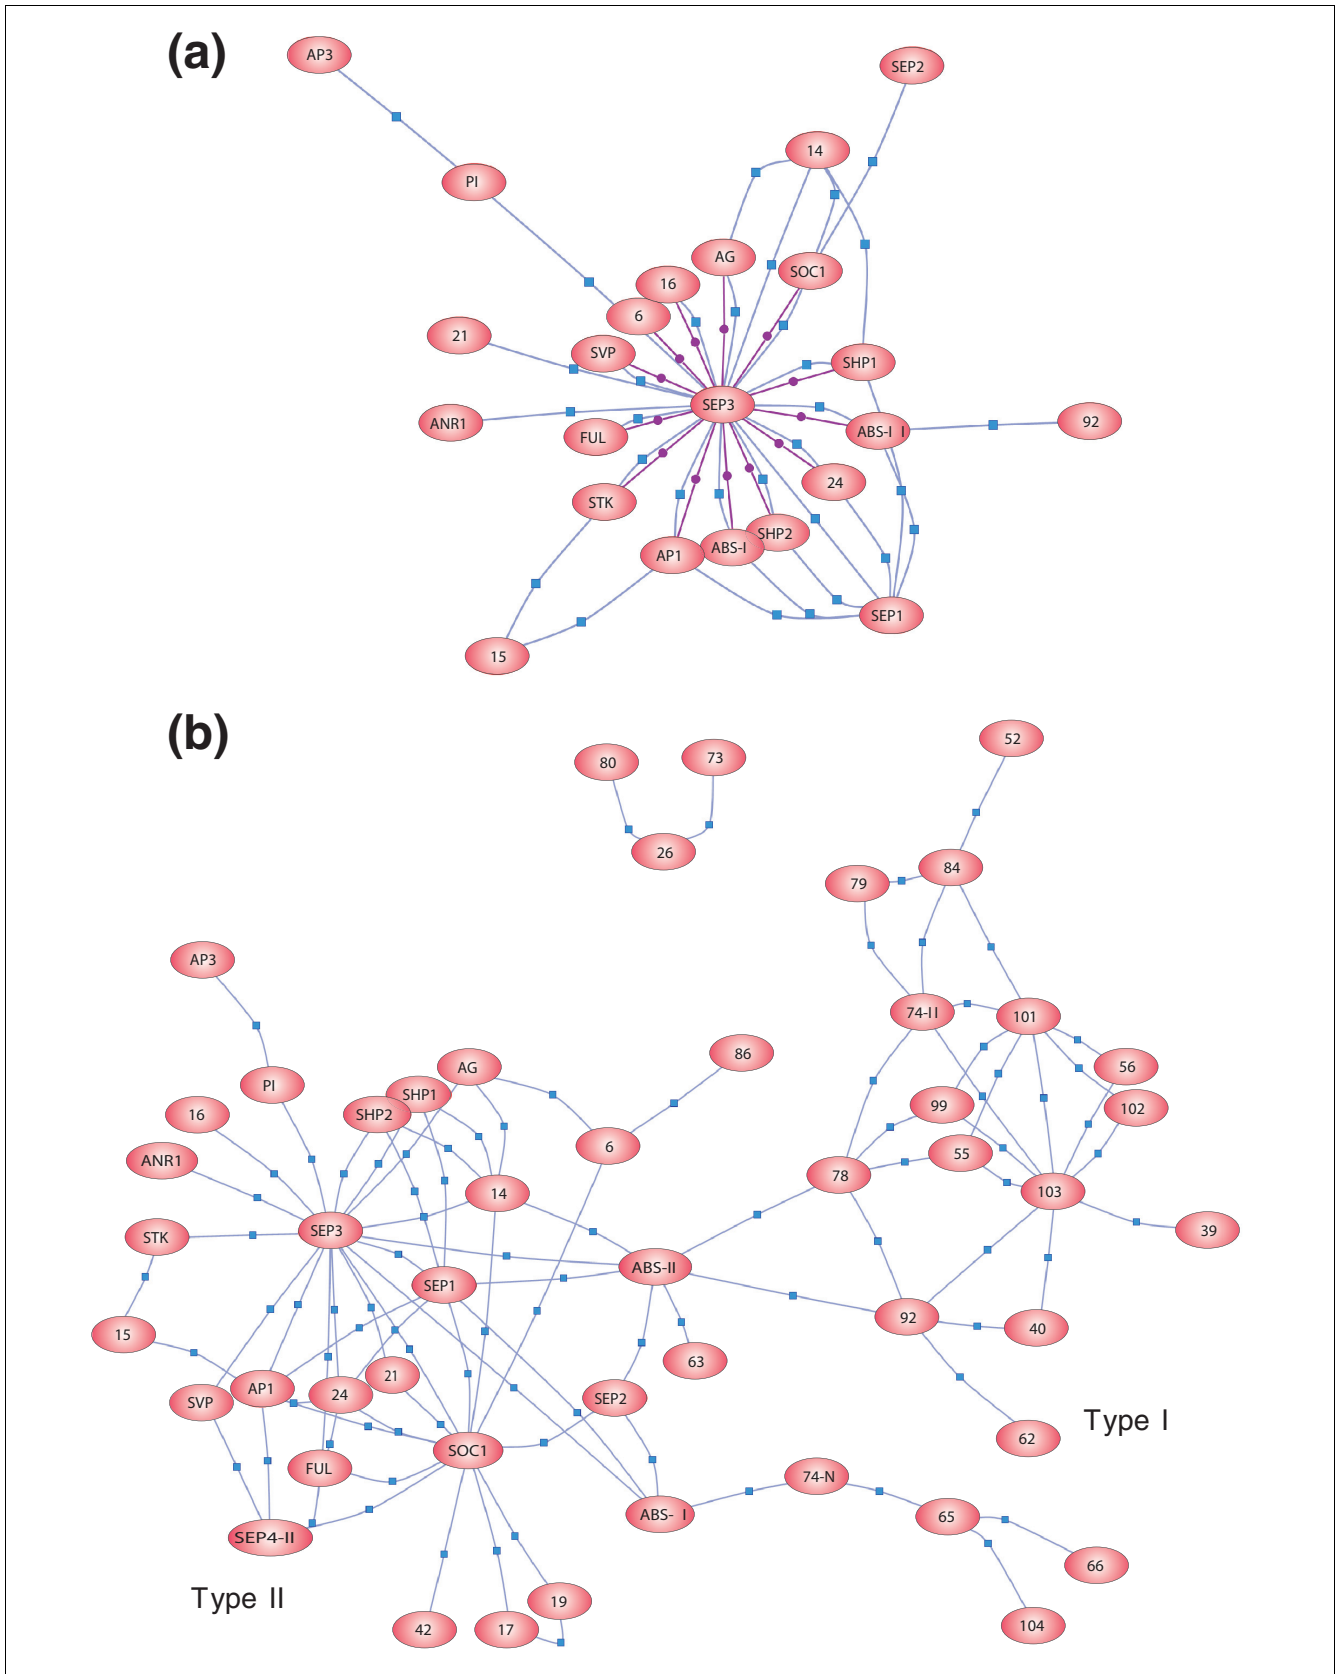 (a)
AP3
SEP2
14
PI
AG
SOC1
16
6
21
SVP
SHP1
SEP3
ANR1
FUL
ABS-I I
92
24
STK
SHP2
ABS-I
AP1
SEP1
15
(b)
52
80
73
26
84
79
AP3
74-II
101
86
AG
56
PI
SHP1
99
102
16
SHP2
6
55
ANR1
78
14
103
SEP3
39
STK
ABS-II
SEP1
92
40
15
63
21
AP1
24
SEP2
SVP
Type I
62
SOC1
FUL
74-N
ABS- I
65
SEP4-II
66
Type II
19
104
42
17